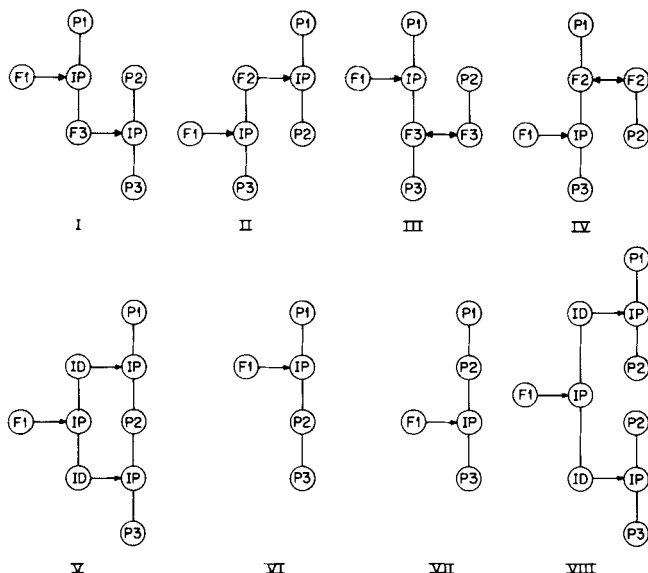 P1 P1 P1 P1
F1 IP P2 F2 IP F1 IP P2 F2 F2
F3 IP F1 IP P2 F3 F3 F1 IP P2
P3 P3 P3 P3
I II III IV
P1
P1 P1 P1 ID IP
ID IP F1 IP P2 P2
F1 IP
F1 IP P2 P2 F1 IP P2
ID IP P3 P3 ID IP
P3
V VI VII VIII